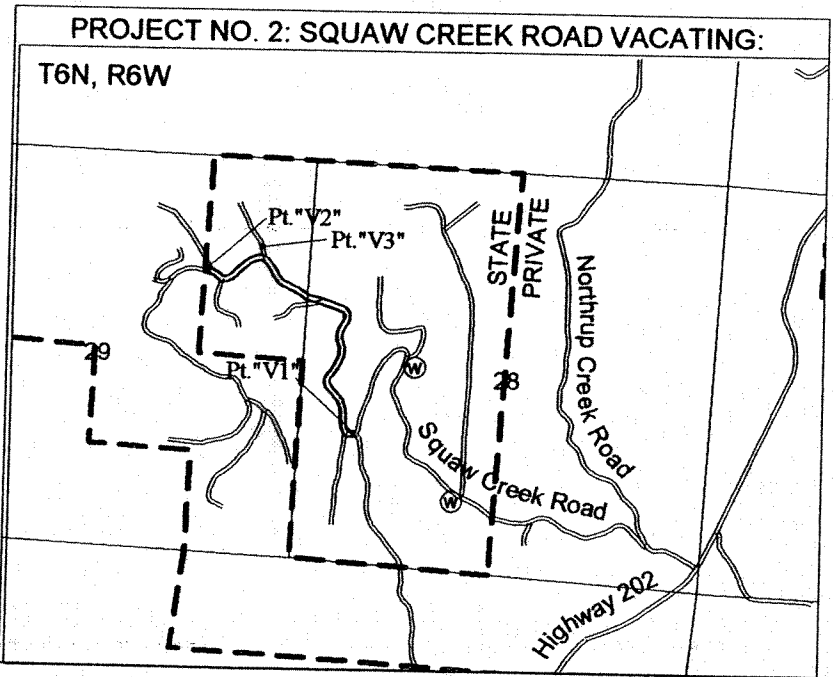 PROJECT NO. 2: SQUAW CREEK ROAD VACATING:
T6N, R6W
Pt."V2"
Pt."V3"
STATE
PRIVATE
Northrup Creek Road
29
Pt."V1"
W
28
Squaw Creek Road
W
Highway 202